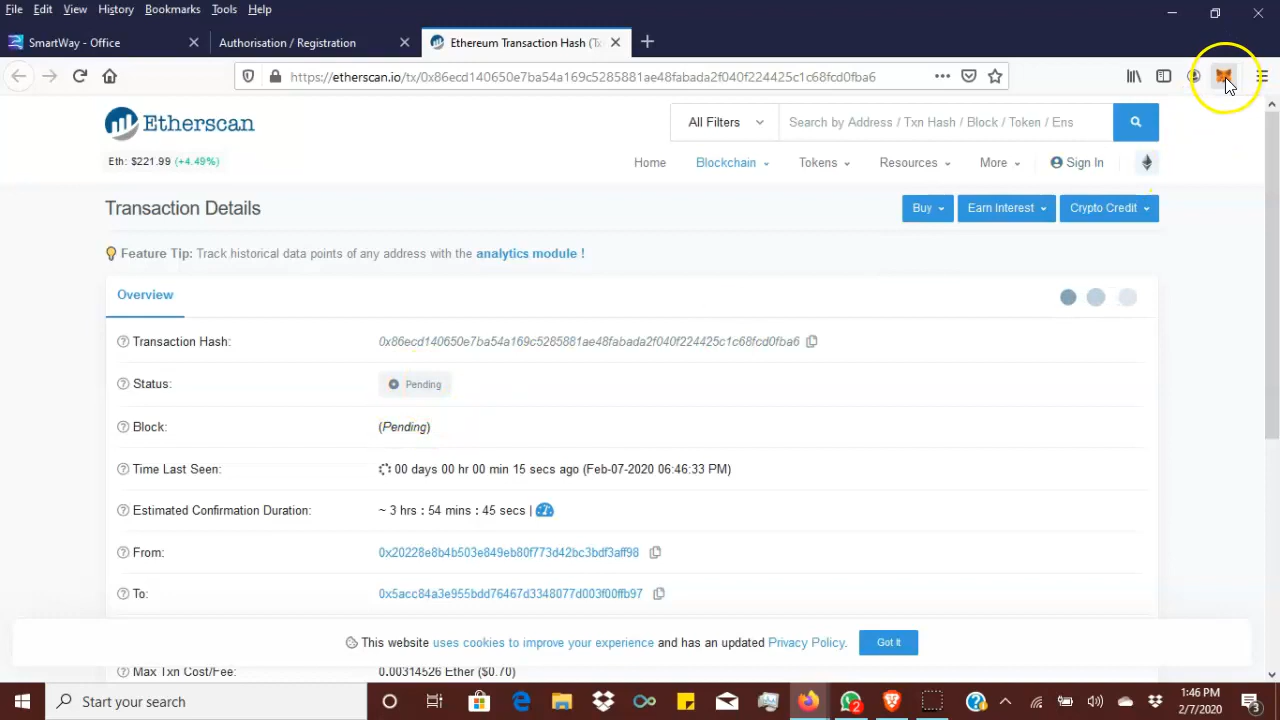 File Edit View History Bookmarks Tools Help
SmartWay - Office
Authorisation / Registration
Ethereum Transaction Hash (Tx
https://etherscan.io/tx/0x86ecd140650e7ba54a169c5285881ae48fabada2f040f224425c1c68fcd0fba6
Etherscan
All Filters
Search by Address / Txn Hash / Block / Token / Ens
Eth: $221.99 (+4.49%)
Home Blockchain Tokens Resources More Sign In
Transaction Details
Buy Earn Interest Crypto Credit
Feature Tip: Track historical data points of any address with the analytics module !
Overview
Transaction Hash: 0x86ecd140650e7ba54a169c5285881ae48fabada2f040f224425c1c68fcd0fba6
Status: Pending
Block: (Pending)
Time Last Seen: 00 days 00 hr 00 min 15 secs ago (Feb-07-2020 06:46:33 PM)
Estimated Confirmation Duration: ~ 3 hrs : 54 mins : 45 secs |
From: 0x20228e8b4b503e849eb80f773d42bc3bdf3aff98
To: 0x5acc84a3e955bdd76467d3348077d003f00ffb97
This website uses cookies to improve your experience and has an updated Privacy Policy.
Got It
Max Txn Cost/Fee: 0.00314526 Ether ($0.70)
Start your search
2
1:46 PM
2/7/2020
3